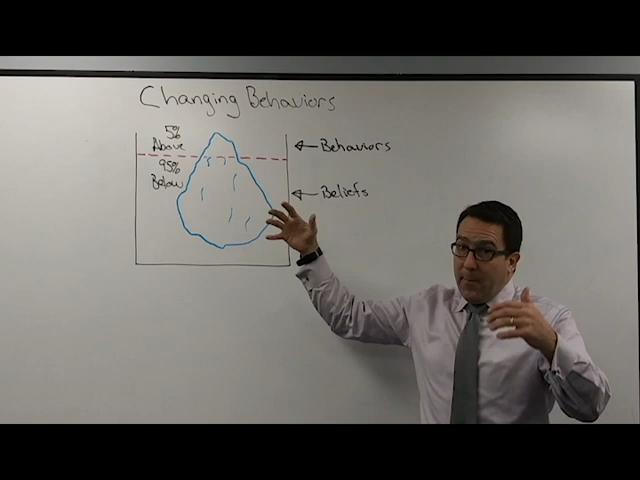 Changing Behaviors
5%
Above
95%
Below
Behaviors
Beliefs